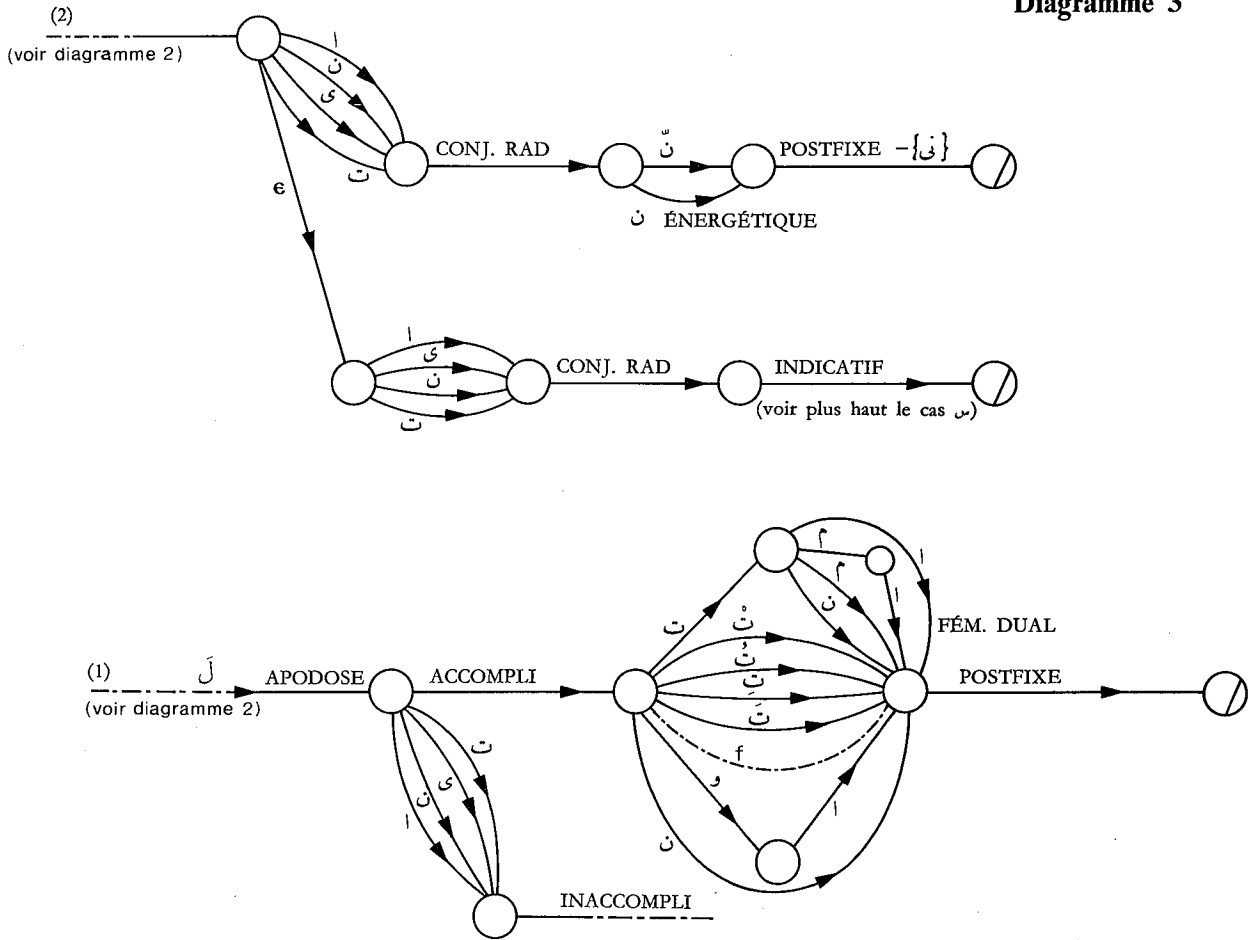 Diagramme 3
(2)
(voir diagramme 2)
ا
ن
ى
ت
CONJ. RAD
نّ
ن ÉNERGÉTIQUE
POSTFIXE -{نى}
є
ا
ى
ن
ت
CONJ. RAD
INDICATIF
(voir plus haut le cas س)
(1)
لَ
(voir diagramme 2)
APODOSE
ACCOMPLI
ت
ى
ن
ا
INACCOMPLI
ت
م
م
ن
ا
ا
FÉM. DUAL
تْ
تُ
تِ
تَ
f
و
ا
ن
POSTFIXE